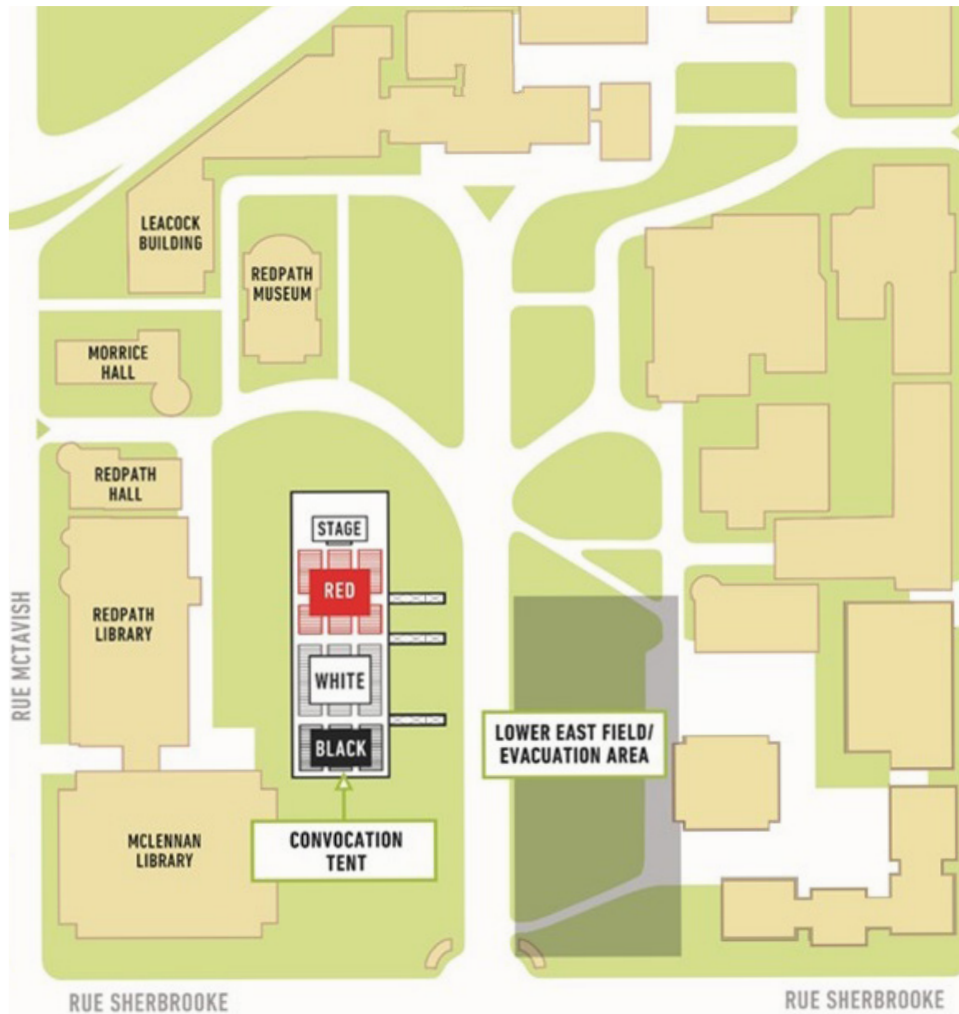 LEACOCK
BUILDING
REDPATH
MUSEUM
MORRICE
HALL
REDPATH
HALL
STAGE
RED
REDPATH
LIBRARY
WHITE
RUE MCTAVISH
LOWER EAST FIELD/
EVACUATION AREA
BLACK
CONVOCATION
TENT
MCLENNAN
LIBRARY
RUE SHERBROOKE
RUE SHERBROOKE